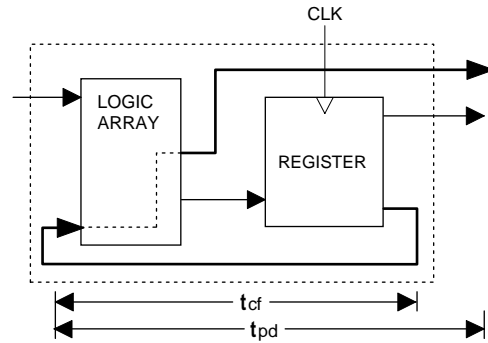 CLK
LOGIC
ARRAY
REGISTER
tcf
tpd